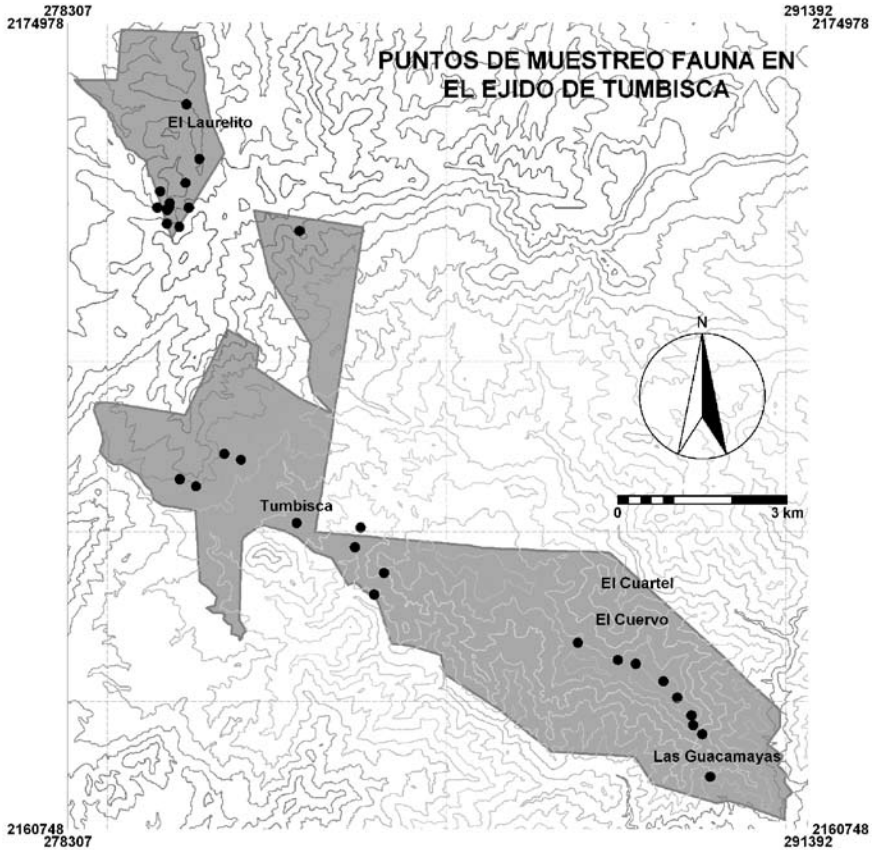 278307
291392
2174978
2174978
PUNTOS DE MUESTREO FAUNA EN
EL EJIDO DE TUMBISCA
El Laurelito
N
0
3 km
Tumbisca
El Cuartel
El Cuervo
Las Guacamayas
2160748
2160748
278307
291392